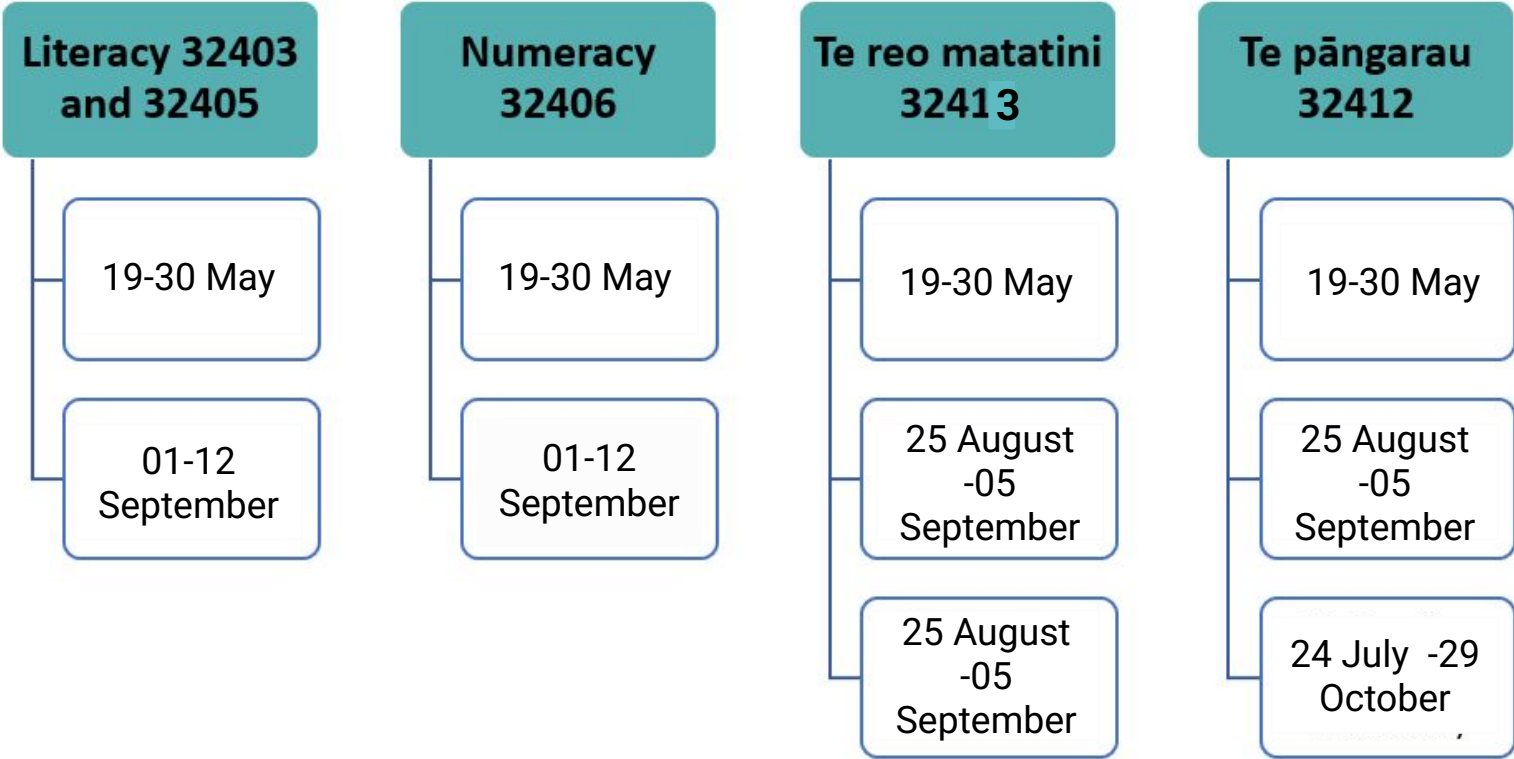 Literacy 32403
and 32405
19-30 May
01-12
September
Numeracy
32406
19-30 May
01-12
September
Te reo matatini
32413
19-30 May
25 August
-05
September
25 August
-05
September
Te pāngarau
32412
19-30 May
25 August
-05
September
24 July -29
October